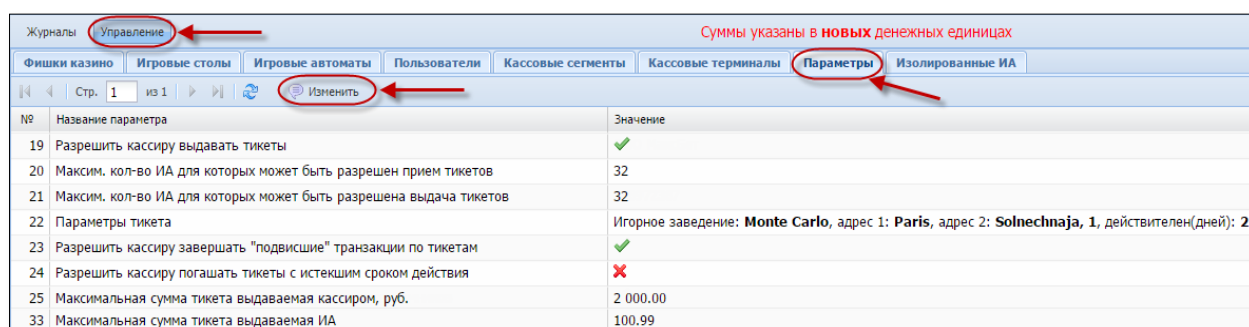 Журналы Управление Суммы указаны в новых денежных единицах
Фишки казино Игровые столы Игровые автоматы Пользователи Кассовые сегменты Кассовые терминалы Параметры Изолированные ИА
Стр. 1 из 1 Изменить
№ Название параметра Значение
19 Разрешить кассиру выдавать тикеты
20 Максим. кол-во ИА для которых может быть разрешен прием тикетов 32
21 Максим. кол-во ИА для которых может быть разрешена выдача тикетов 32
22 Параметры тикета Игорное заведение: Monte Carlo, адрес 1: Paris, адрес 2: Solnechnaja, 1, действителен(дней): 2
23 Разрешить кассиру завершать "подвисшие" транзакции по тикетам
24 Разрешить кассиру погашать тикеты с истекшим сроком действия
25 Максимальная сумма тикета выдаваемая кассиром, руб. 2 000.00
33 Максимальная сумма тикета выдаваемая ИА 100.99